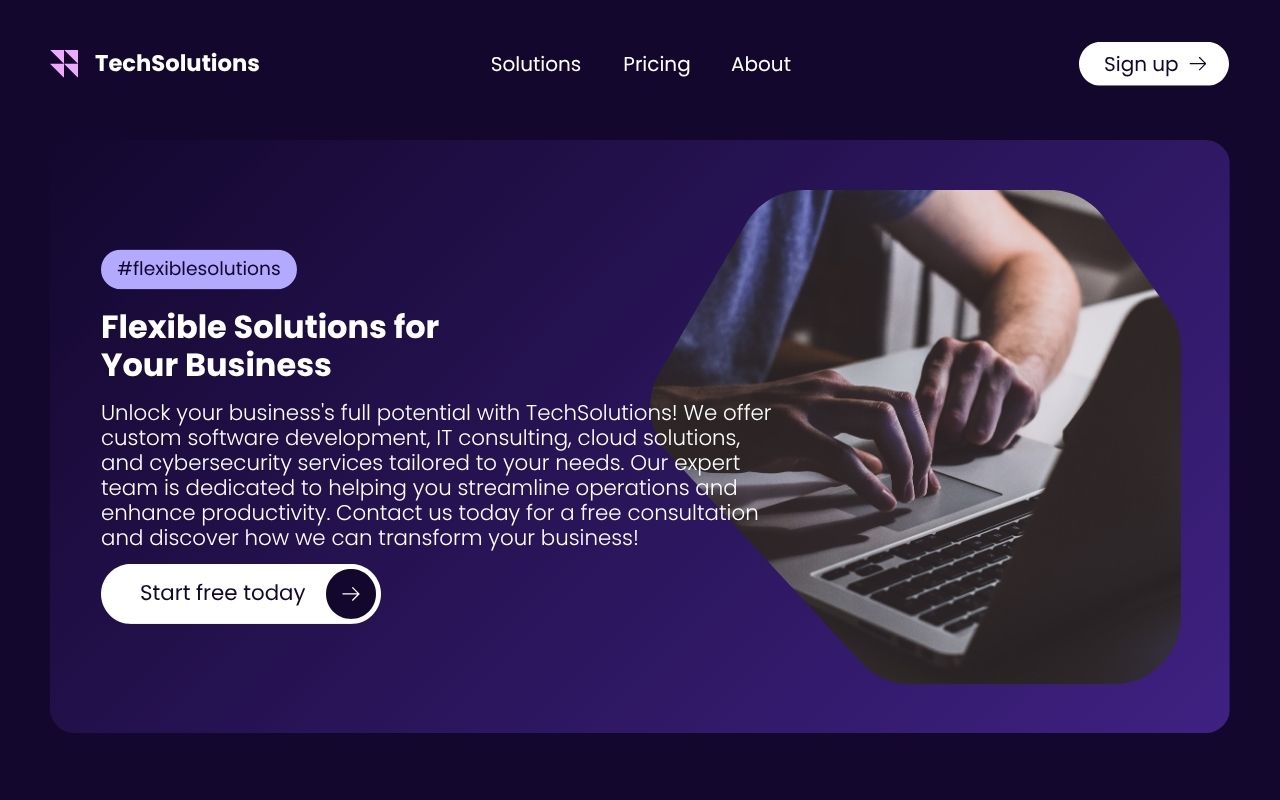 TechSolutions
Solutions Pricing About
Sign up →
#flexiblesolutions
Flexible Solutions for
Your Business
Unlock your business's full potential with TechSolutions! We offer
custom software development, IT consulting, cloud solutions,
and cybersecurity services tailored to your needs. Our expert
team is dedicated to helping you streamline operations and
enhance productivity. Contact us today for a free consultation
and discover how we can transform your business!
Start free today →